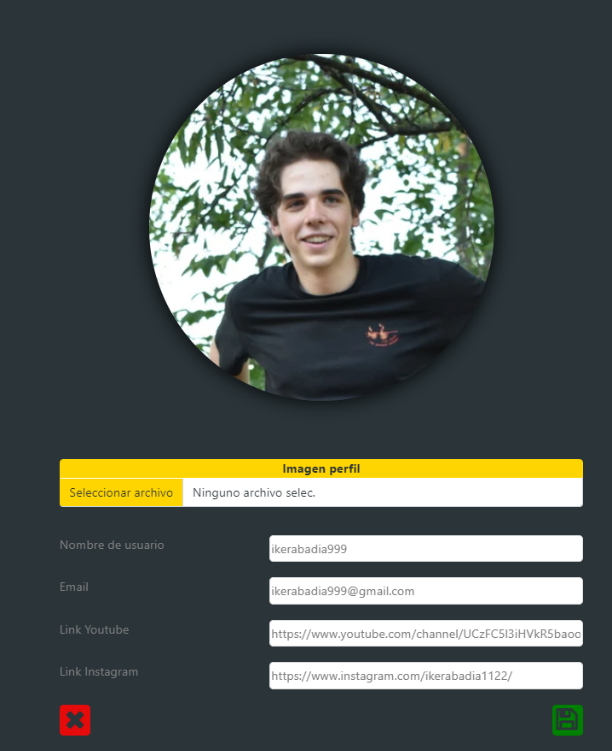 Imagen perfil
Seleccionar archivo Ninguno archivo selec.
Nombre de usuario ikerabadia999
Email ikerabadia999@gmail.com
Link Youtube https://www.youtube.com/channel/UCzFC5l3iHVkR5baoo
Link Instagram https://www.instagram.com/ikerabadia1122/